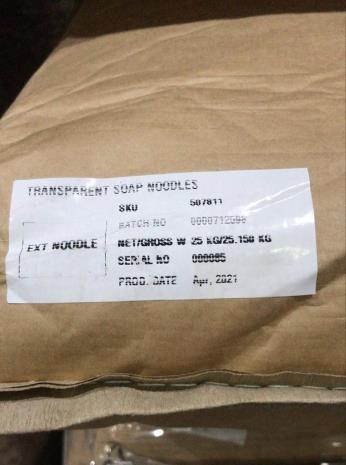 TRANSPARENT SOAP NOODLES
SKU 507811
BATCH NO
EXT NOODLE
NET/GROSS W 25 KG/25.150 KG
SERIAL NO 000085
PROD. DATE Apr, 2021